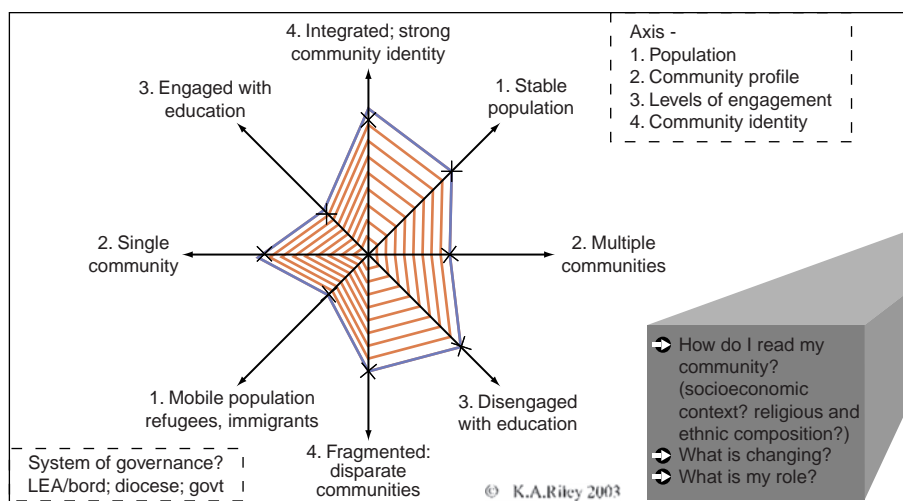 4. Integrated; strong
community identity
3. Engaged with
education
1. Stable
population
Axis -
1. Population
2. Community profile
3. Levels of engagement
4. Community identity
2. Single
community
2. Multiple
communities
1. Mobile population
refugees, immigrants
3. Disengaged
with education
4. Fragmented:
disparate
communities
System of governance?
LEA/bord; diocese; govt
How do I read my
community?
(socioeconomic
context? religious and
ethnic composition?)
What is changing?
What is my role?
© K.A.Riley 2003